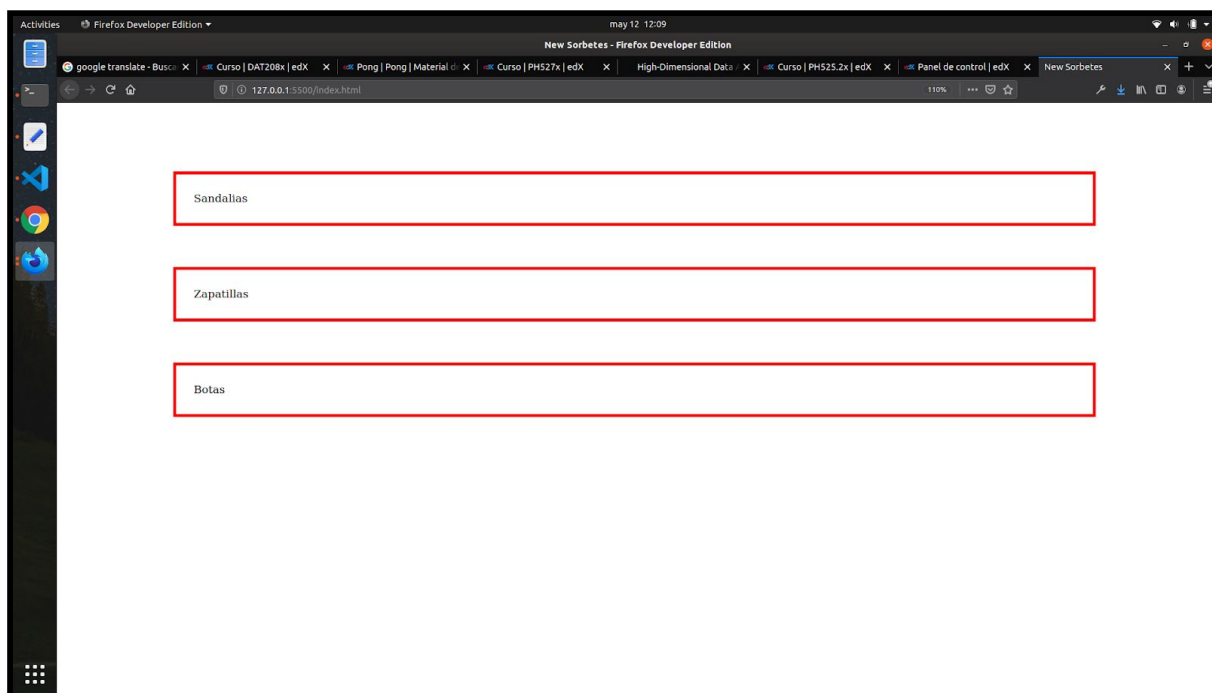 Activities Firefox Developer Edition may 12 12:09
New Sorbetes - Firefox Developer Edition
google translate - Busca Curso | DAT208x | edX Pong | Pong | Material de Curso | PH527x | edX High-Dimensional Data / Curso | PH525.2x | edX Panel de control | edX New Sorbetes
127.0.0.1:5500/index.html 110%
Sandalias
Zapatillas
Botas